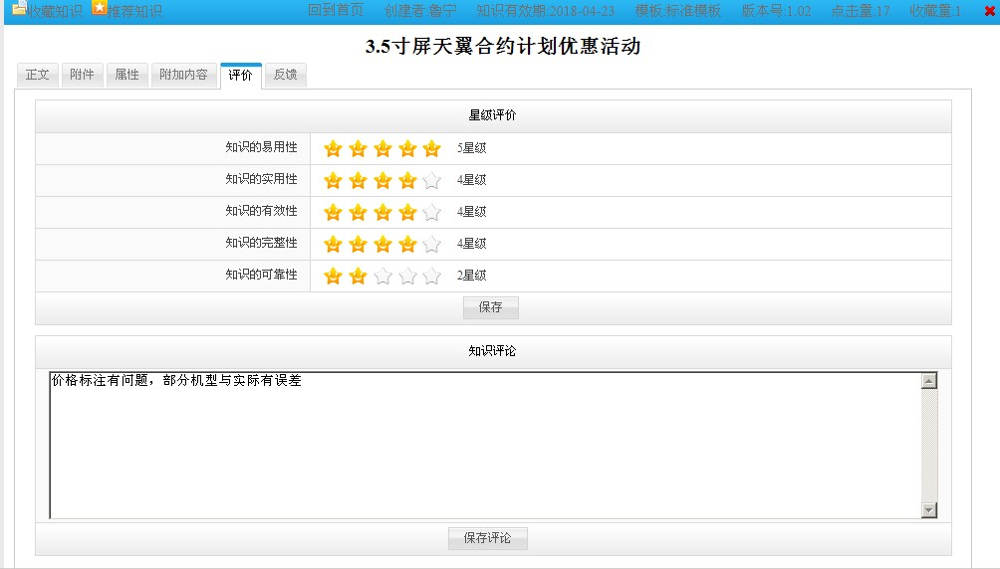 收藏知识 推荐知识 回到首页 创建者:鲁宁 知识有效期:2018-04-23 模板:标准模板 版本号:1.02 点击量:17 收藏量:1
3.5寸屏天翼合约计划优惠活动
正文 附件 属性 附加内容 评价 反馈
星级评价
知识的易用性 5星级
知识的实用性 4星级
知识的有效性 4星级
知识的完整性 4星级
知识的可靠性 2星级
保存
知识评论
价格标注有问题，部分机型与实际有误差
保存评论